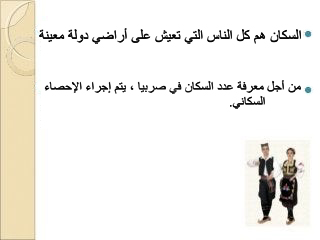 السكان هم كل الناس التي تعيش على أراضي دولة معينة
من أجل معرفة عدد السكان في صربيا ، يتم إجراء الإحصاء
السكاني.